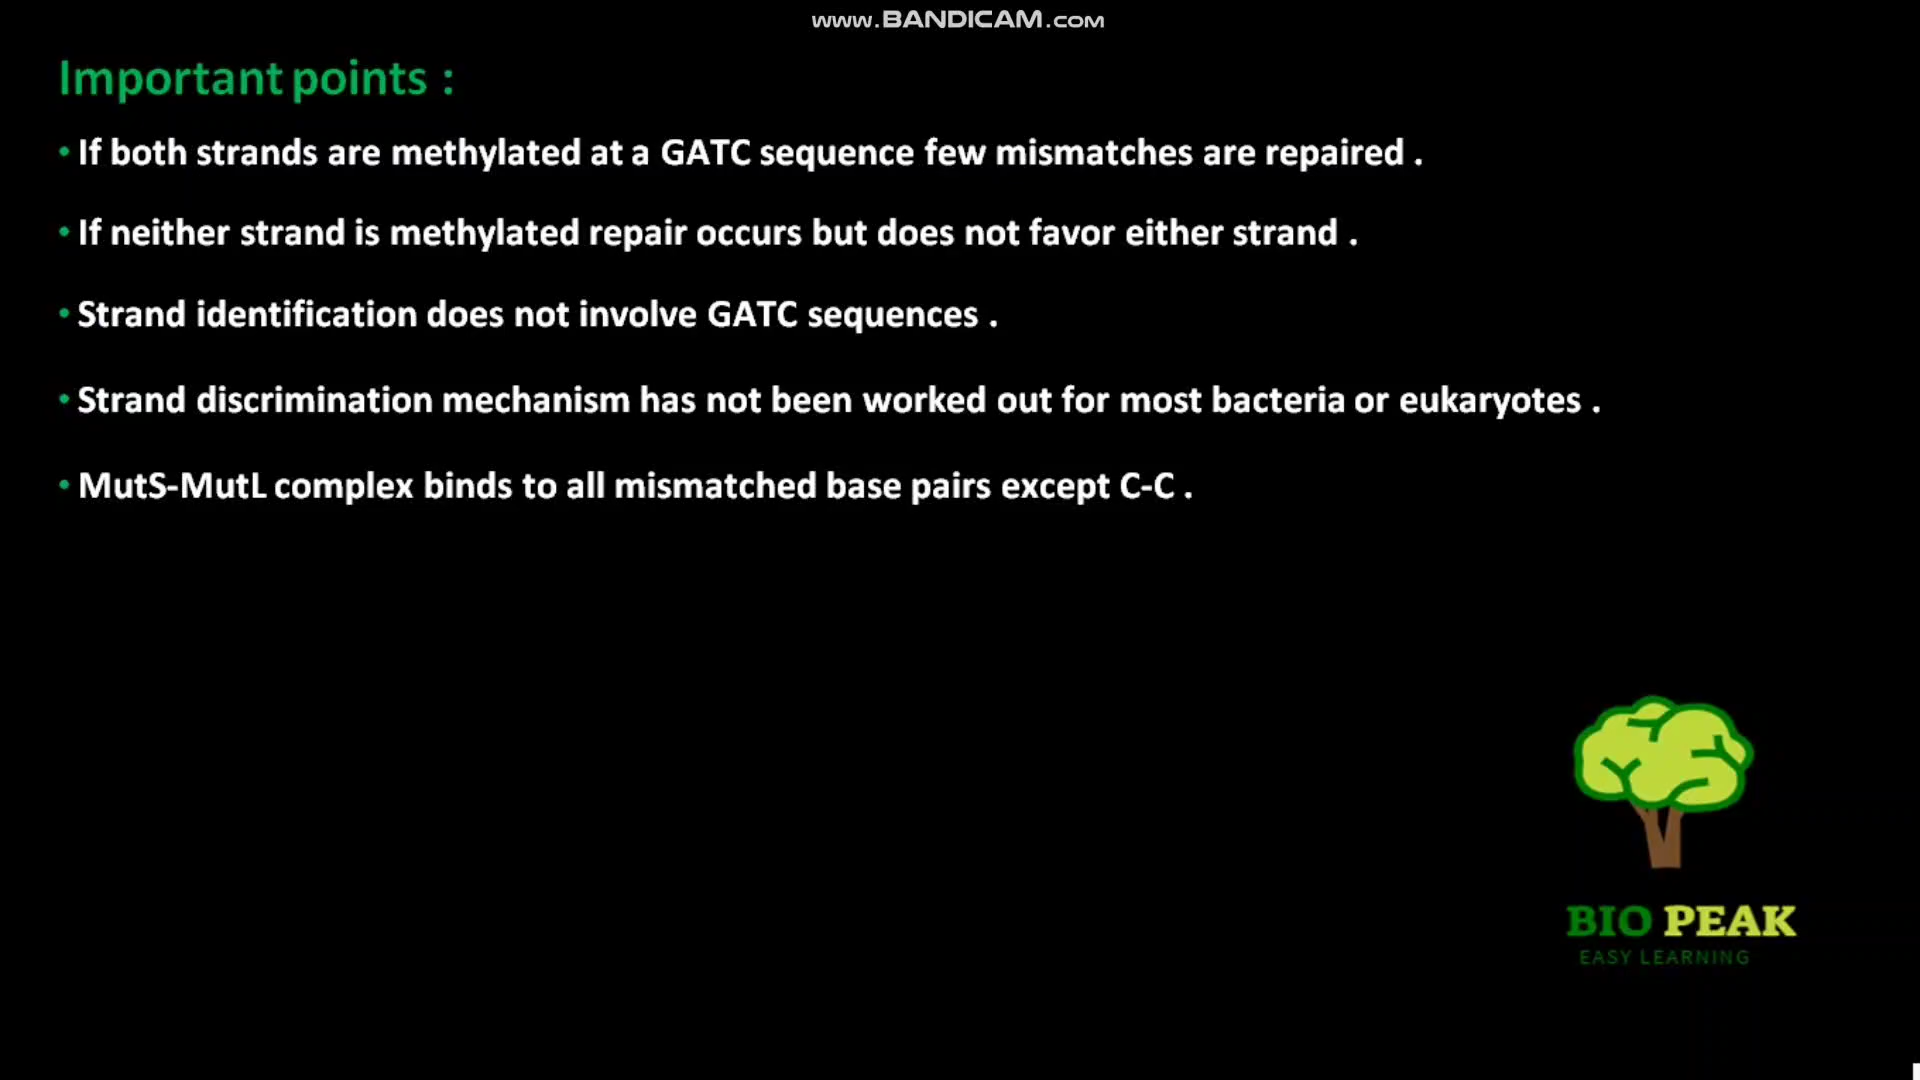 www.BANDICAM.com
Important points :
• If both strands are methylated at a GATC sequence few mismatches are repaired .
• If neither strand is methylated repair occurs but does not favor either strand .
• Strand identification does not involve GATC sequences .
• Strand discrimination mechanism has not been worked out for most bacteria or eukaryotes .
• MutS-MutL complex binds to all mismatched base pairs except C-C .
BIO PEAK
EASY LEARNING